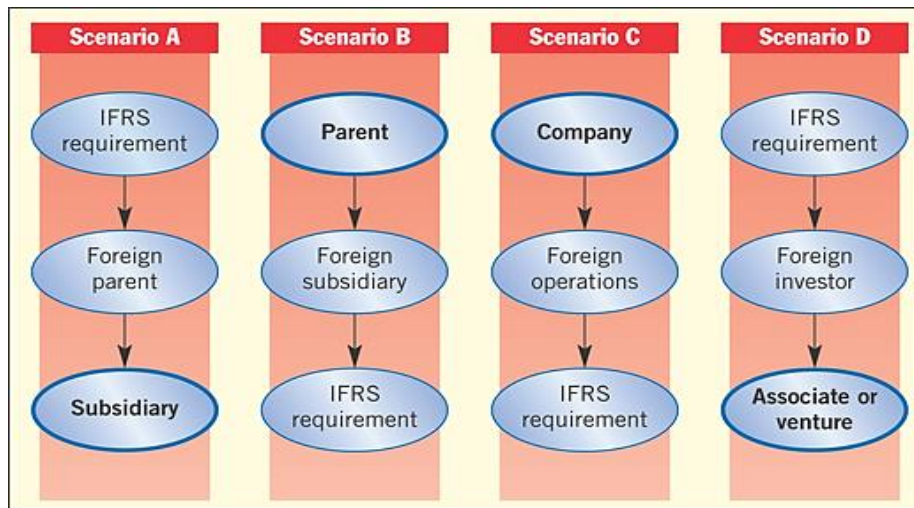 Scenario A
IFRS
requirement
Foreign
parent
Subsidiary
Scenario B
Parent
Foreign
subsidiary
IFRS
requirement
Scenario C
Company
Foreign
operations
IFRS
requirement
Scenario D
IFRS
requirement
Foreign
investor
Associate or
venture